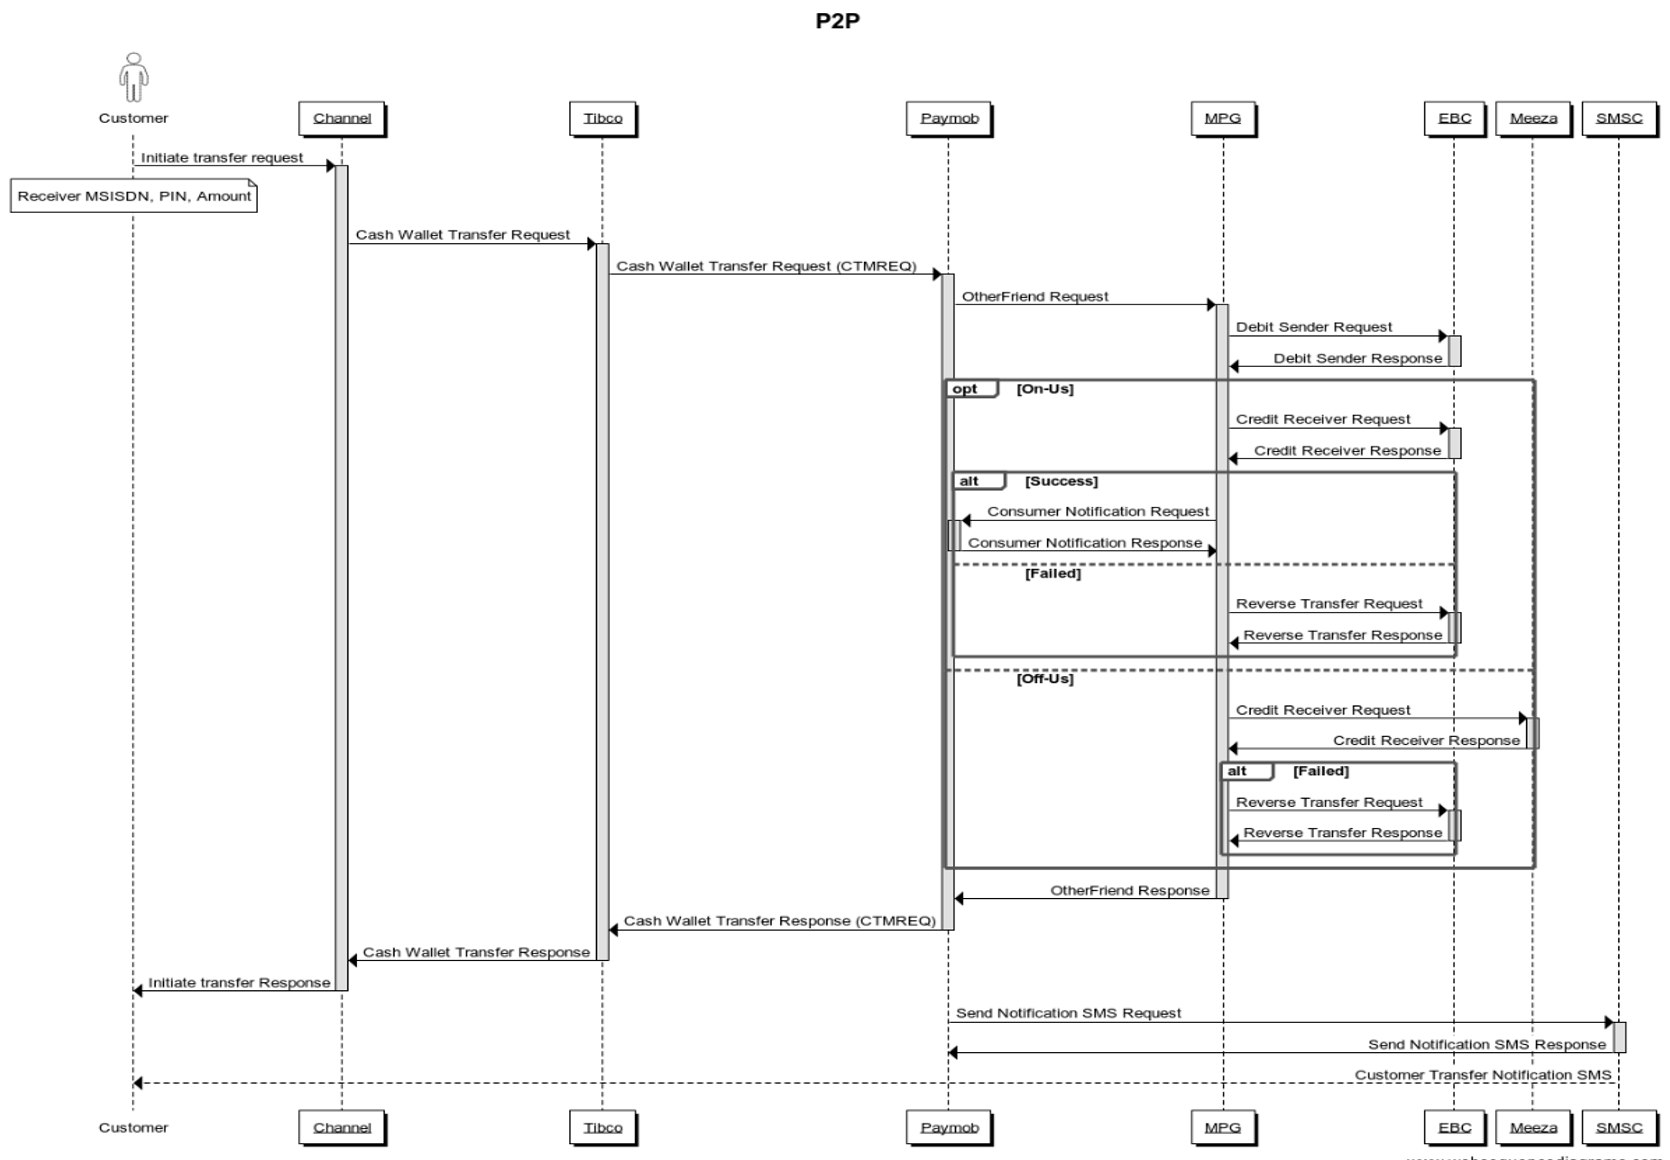 P2P
Customer
Channel
Tibco
Paymob
MPG
EBC
Meeza
SMSC
Initiate transfer request
Receiver MSISDN, PIN, Amount
Cash Wallet Transfer Request
Cash Wallet Transfer Request (CTMREQ)
OtherFriend Request
Debit Sender Request
Debit Sender Response
opt [On-Us]
Credit Receiver Request
Credit Receiver Response
alt [Success]
Consumer Notification Request
Consumer Notification Response
[Failed]
Reverse Transfer Request
Reverse Transfer Response
[Off-Us]
Credit Receiver Request
Credit Receiver Response
alt [Failed]
Reverse Transfer Request
Reverse Transfer Response
OtherFriend Response
Cash Wallet Transfer Response (CTMREQ)
Cash Wallet Transfer Response
Initiate transfer Response
Send Notification SMS Request
Send Notification SMS Response
Customer Transfer Notification SMS
Customer
Channel
Tibco
Paymob
MPG
EBC
Meeza
SMSC